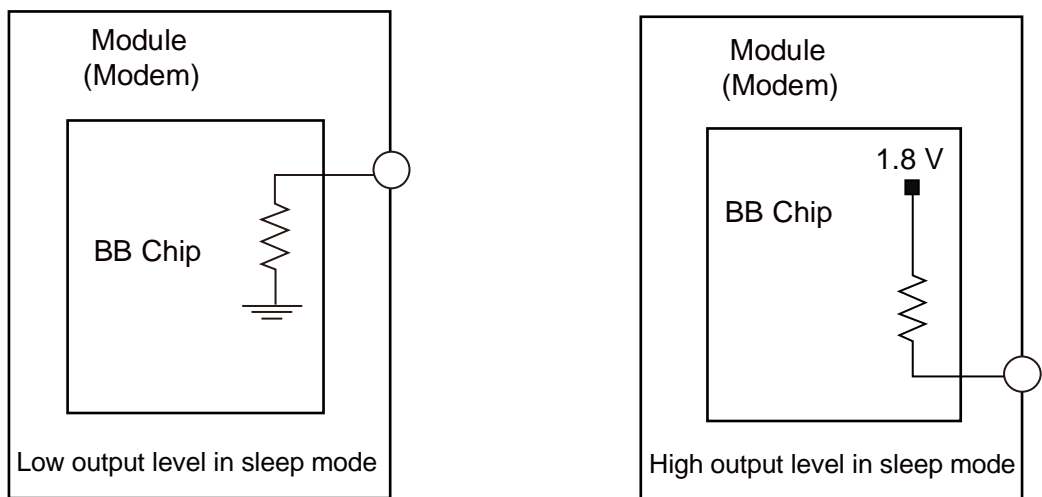 Module
(Modem)
BB Chip
Low output level in sleep mode
Module
(Modem)
1.8 V
BB Chip
High output level in sleep mode